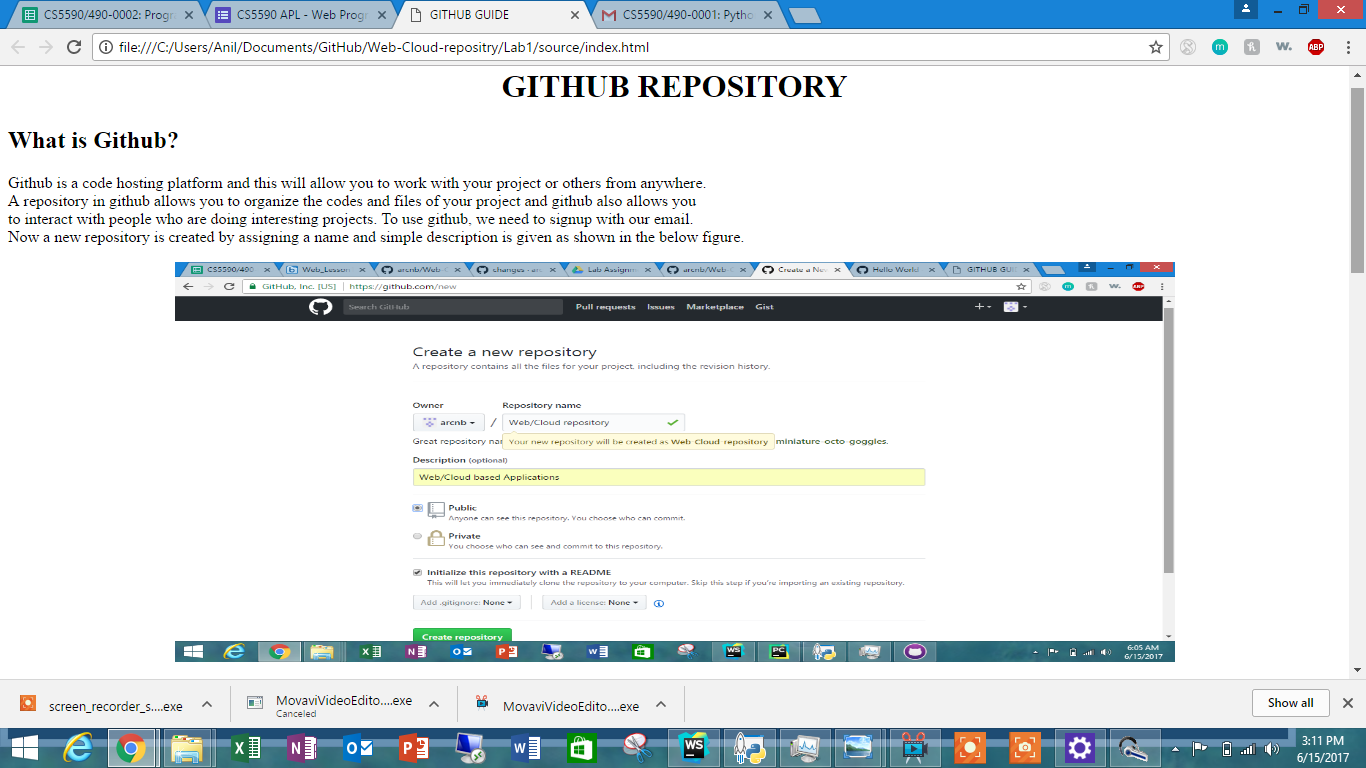 CS5590/490-0002: Progr
CS5590 APL - Web Progr
GITHUB GUIDE
CS5590/490-0001: Pytho
file:///C:/Users/Anil/Documents/GitHub/Web-Cloud-repositry/Lab1/source/index.html
m
w.
ABP
GITHUB REPOSITORY
What is Github?
Github is a code hosting platform and this will allow you to work with your project or others from anywhere.
A repository in github allows you to organize the codes and files of your project and github also allows you
to interact with people who are doing interesting projects. To use github, we need to signup with our email.
Now a new repository is created by assigning a name and simple description is given as shown in the below figure.
CS5590/490
Web_Lesson
arcnb/Web-C
changes - arc
Lab Assignm
arcnb/Web-C
Create a Nev
Hello World
GITHUB GUI
GitHub, Inc. [US] | https://github.com/new
Search GitHub
Pull requests Issues Marketplace Gist
Create a new repository
A repository contains all the files for your project, including the revision history.
Owner Repository name
arcnb / Web/Cloud repository
Great repository nam Your new repository will be created as Web-Cloud-repository miniature-octo-goggles.
Description (optional)
Web/Cloud based Applications
Public
Anyone can see this repository. You choose who can commit.
Private
You choose who can see and commit to this repository.
Initialize this repository with a README
This will let you immediately clone the repository to your computer. Skip this step if you're importing an existing repository.
Add .gitignore: None Add a license: None
Create repository
6:05 AM
6/15/2017
screen_recorder_s....exe
MovaviVideoEdito....exe
Canceled
MovaviVideoEdito....exe
Show all
WS
3:11 PM
6/15/2017